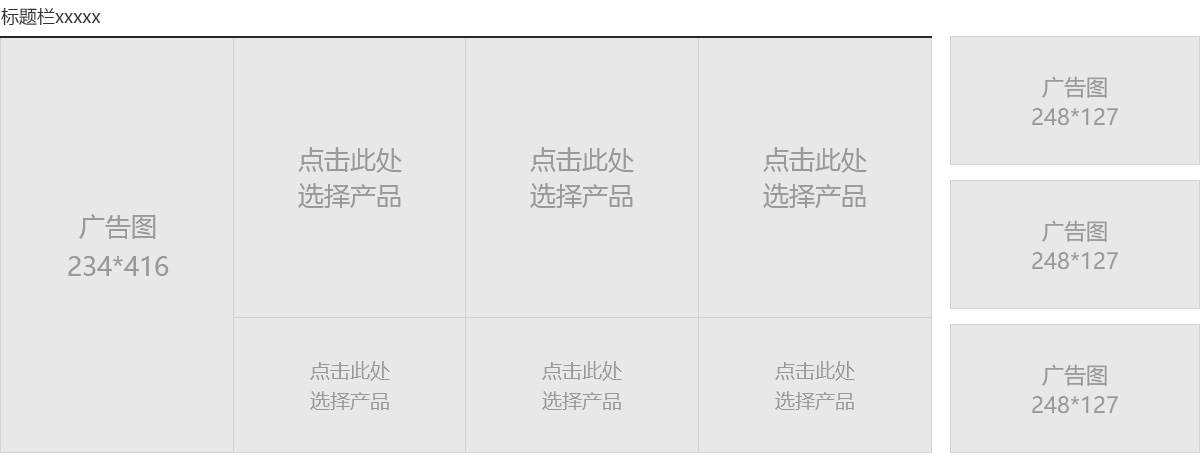 标题栏xxxxx
广告图
234*416
点击此处
选择产品
点击此处
选择产品
点击此处
选择产品
点击此处
选择产品
点击此处
选择产品
点击此处
选择产品
广告图
248*127
广告图
248*127
广告图
248*127